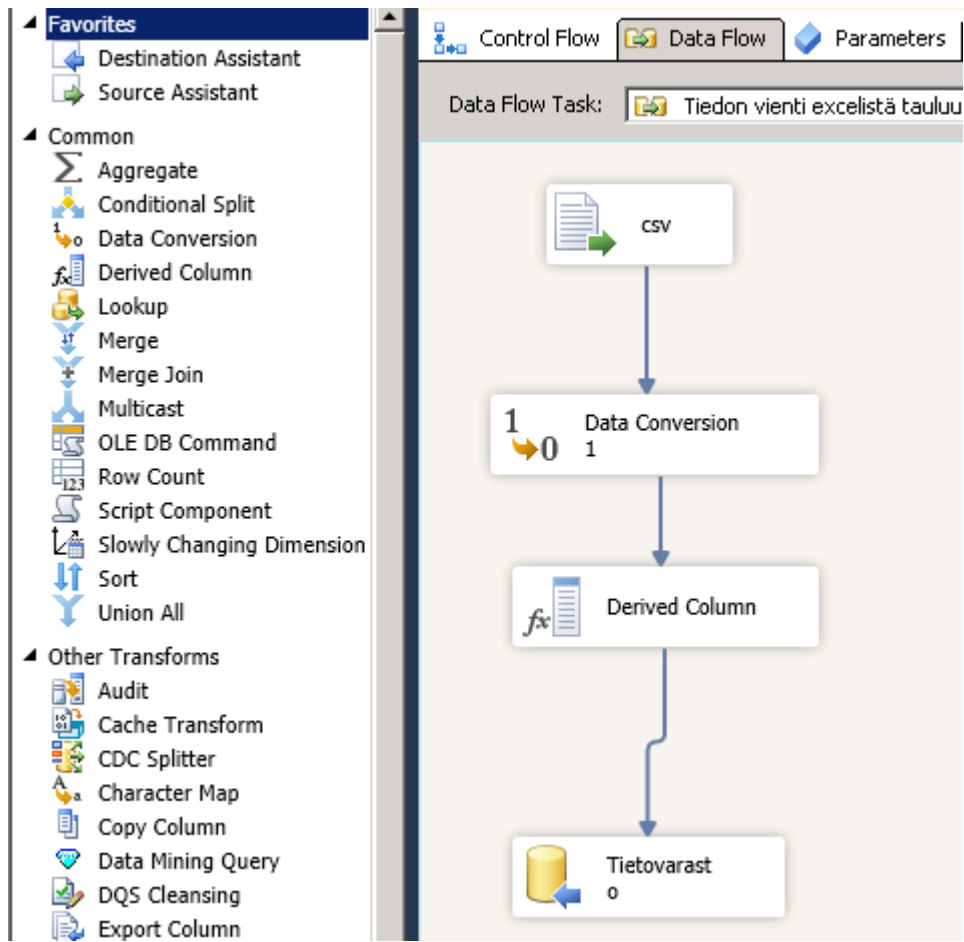 Favorites
Destination Assistant
Source Assistant
Common
Aggregate
Conditional Split
Data Conversion
Derived Column
Lookup
Merge
Merge Join
Multicast
OLE DB Command
Row Count
Script Component
Slowly Changing Dimension
Sort
Union All
Other Transforms
Audit
Cache Transform
CDC Splitter
Character Map
Copy Column
Data Mining Query
DQS Cleansing
Export Column
Control Flow
Data Flow
Parameters
Data Flow Task:
Tiedon vienti excelistä tauluu
csv
Data Conversion
1
Derived Column
Tietovarast
o